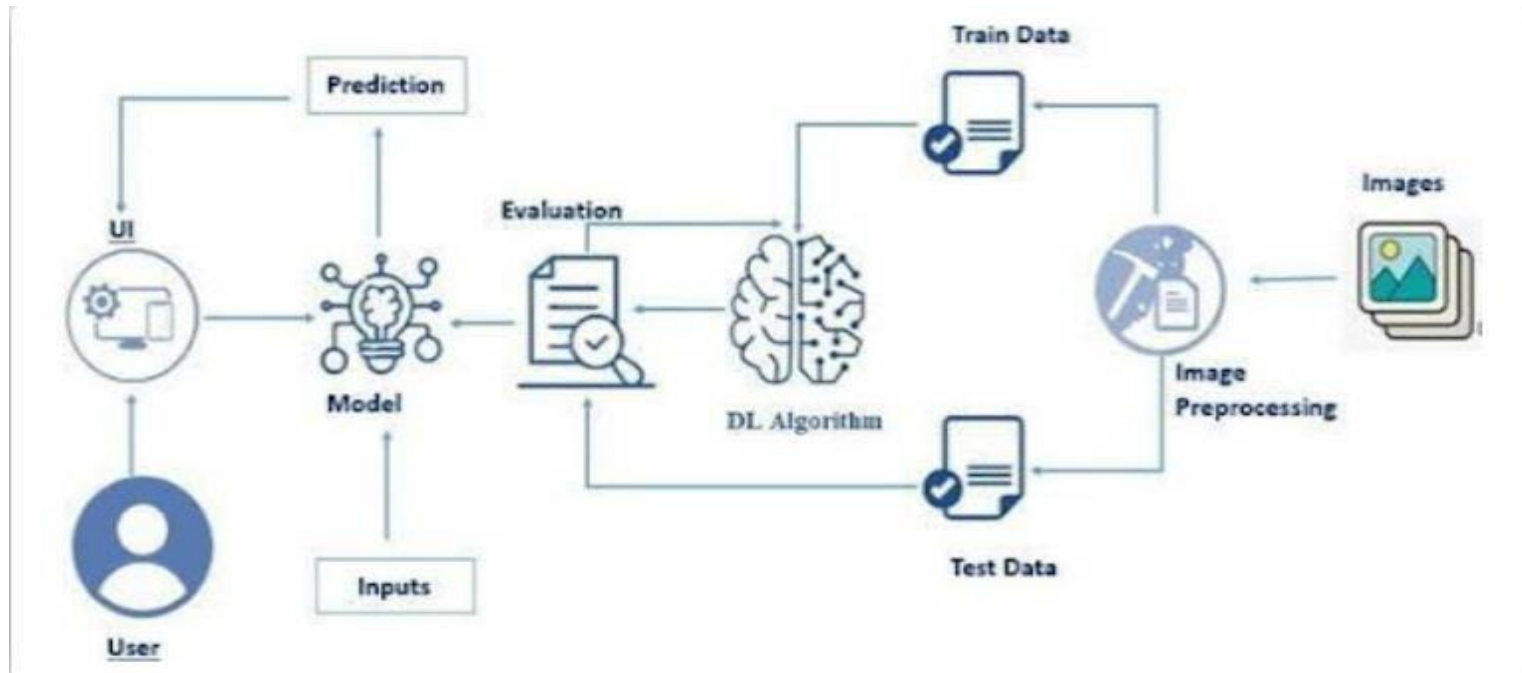 Train Data
Prediction
Images
Evaluation
UI
Image
Preprocessing
Model
DL Algorithm
Test Data
Inputs
User